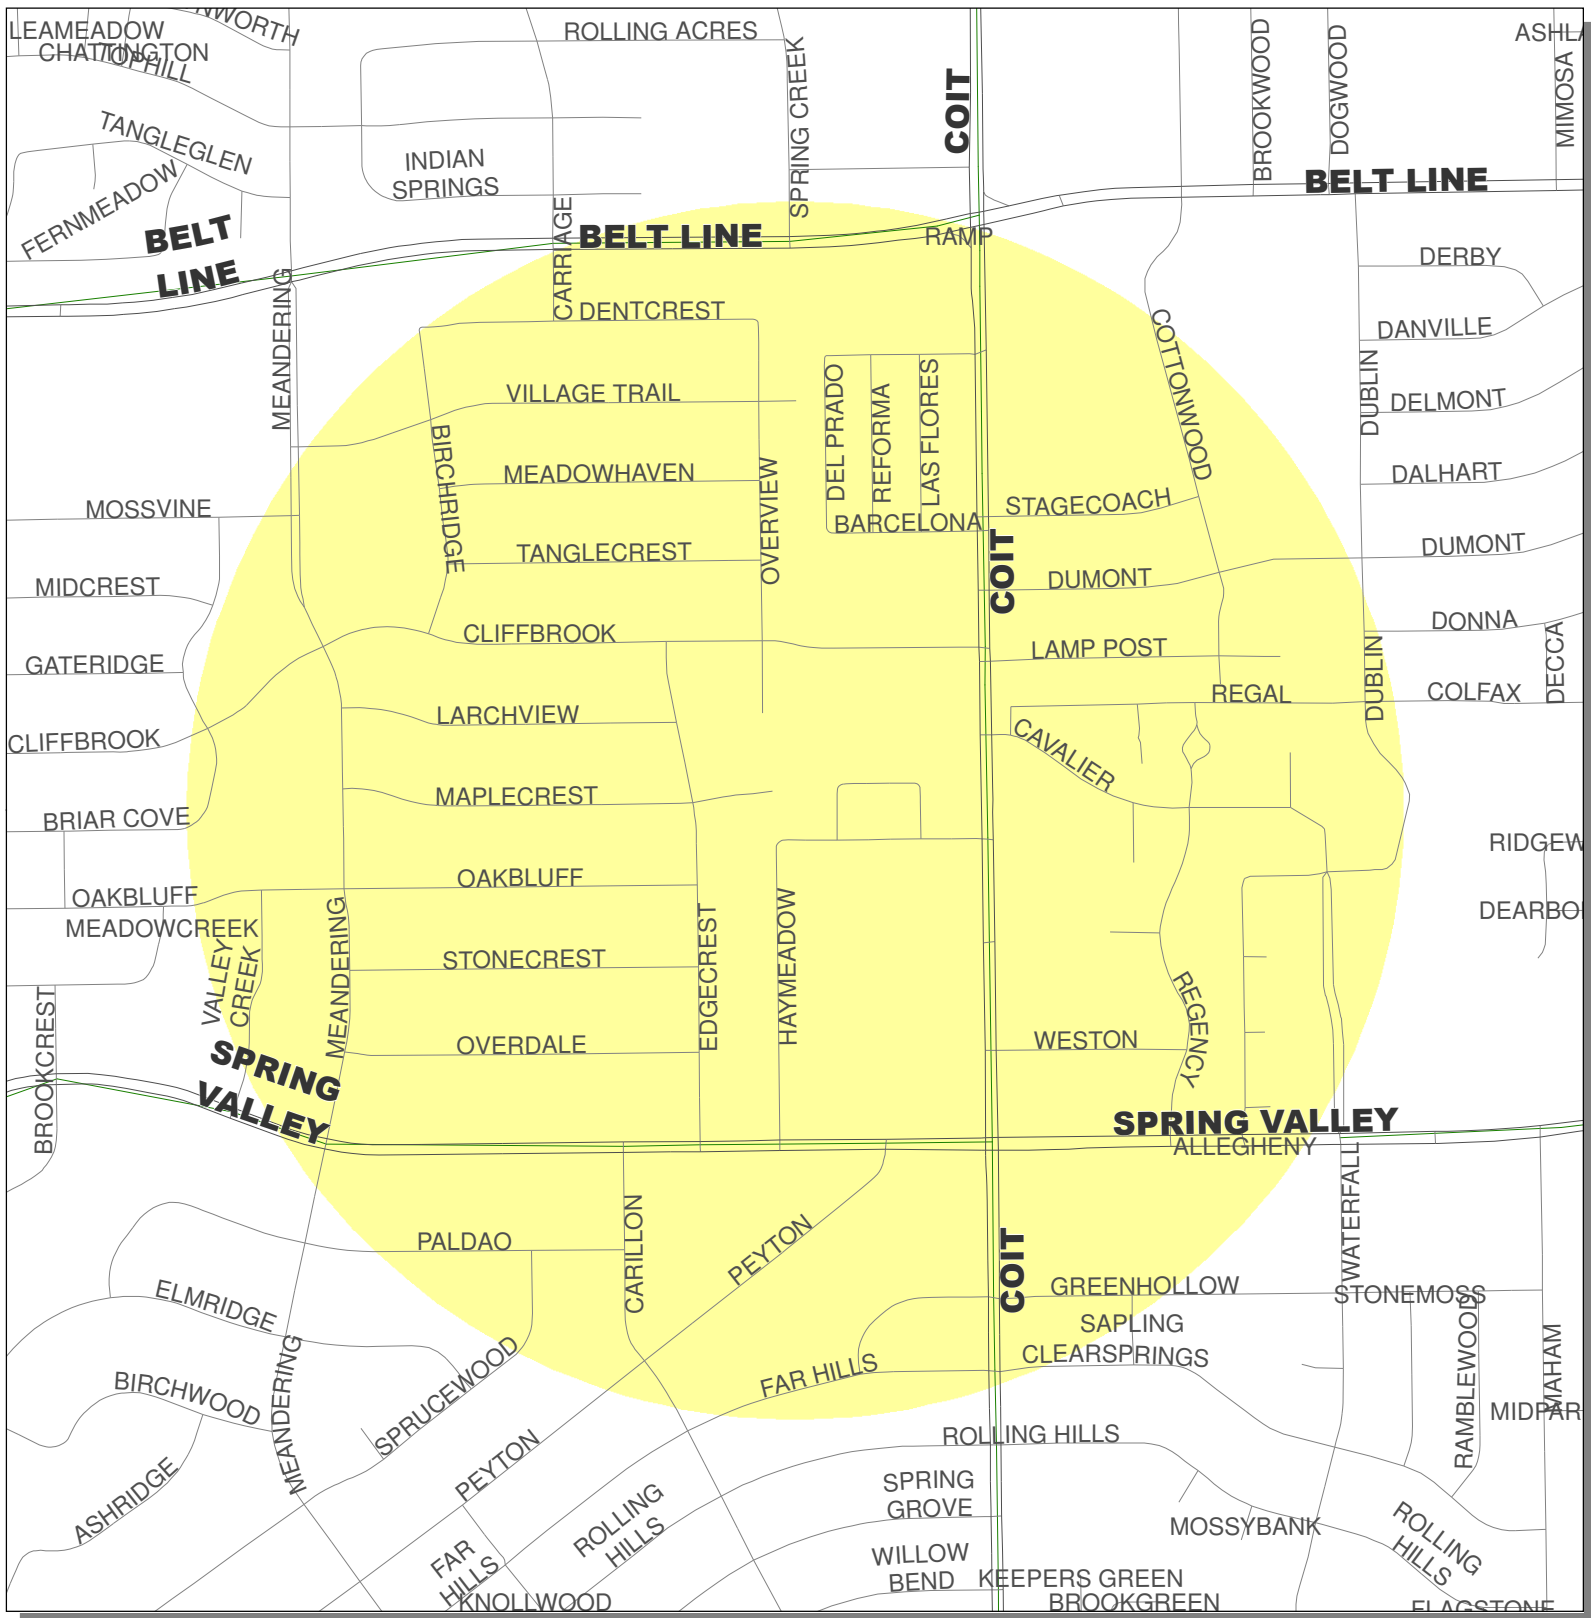 LEAMEADOW
CHATTINGTON
TOPHILL
ROLLING ACRES
SPRING CREEK
COIT
BROOKWOOD
DOGWOOD
MIMOSA
TANGLEGLEN
FERNMEADOW
INDIAN
SPRINGS
BELT
LINE
CARRIAGE
BELT LINE
RAMP
BELT LINE
DERBY
MEANDERING
DENTCREST
COTTONWOOD
DANVILLE
VILLAGE TRAIL
DEL PRADO
REFORMA
LAS FLORES
DUBLIN
DELMONT
BIRCHRIDGE
MEADOWHAVEN
OVERVIEW
DALHART
MOSSVINE
BARCELONA
STAGECOACH
TANGLECREST
COIT
DUMONT
DUMONT
MIDCREST
CLIFFBROOK
LAMP POST
DONNA
GATERIDGE
DUBLIN
DECCA
REGAL
COLFAX
LARCHVIEW
CLIFFBROOK
CAVALIER
MAPLECREST
BRIAR COVE
OAKBLUFF
OAKBLUFF
MEADOWCREEK
VALLEY
CREEK
MEANDERING
STONECREST
EDGECREST
HAYMEADOW
REGENCY
BROOKCREST
OVERDALE
WESTON
SPRING
VALLEY
SPRING VALLEY
ALLEGHENY
WATERFALL
PALDAO
CARILLON
PEYTON
COIT
GREENHOLLOW
STONEMOSS
ELMRIDGE
SAPLING
CLEARSPRINGS
RAMBLEWOOD
MAHAM
MEANDERING
SPRUCEWOOD
FAR HILLS
BIRCHWOOD
ROLLING HILLS
PEYTON
SPRING
GROVE
ASHRIDGE
ROLLING
HILLS
MOSSYBANK
ROLLING
HILLS
FAR
HILLS
WILLOW
BEND
KEEPERS GREEN
KNOLLWOOD
BROOKGREEN
FLAGSTONE